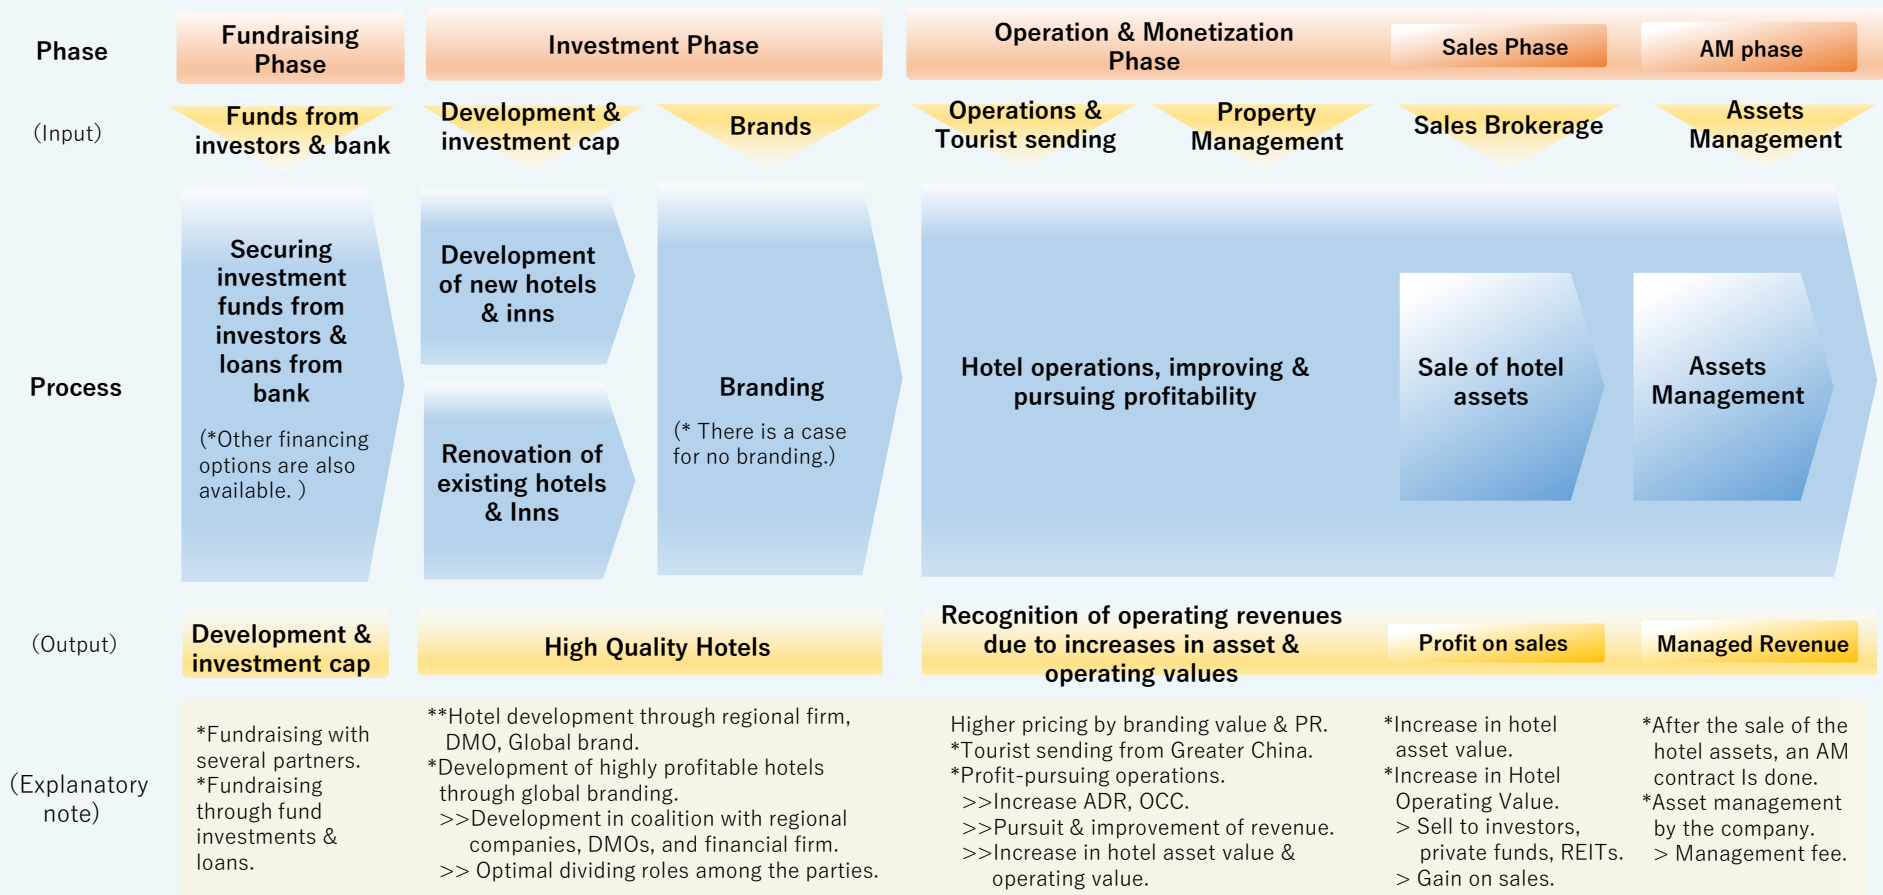 Phase
Fundraising
Phase
Investment Phase
Operation & Monetization
Phase
Sales Phase
AM phase
(Input)
Funds from
investors & bank
Development &
investment cap
Brands
Operations &
Tourist sending
Property
Management
Sales Brokerage
Assets
Management
Process
Securing
investment
funds from
investors &
loans from
bank
(*Other financing
options are also
available. )
Development
of new hotels
& inns
Renovation of
existing hotels
& Inns
Branding
(* There is a case
for no branding.)
Hotel operations, improving &
pursuing profitability
Sale of hotel
assets
Assets
Management
(Output)
Development &
investment cap
High Quality Hotels
Recognition of operating revenues
due to increases in asset &
operating values
Profit on sales
Managed Revenue
(Explanatory
note)
*Fundraising with
several partners.
*Fundraising
through fund
investments &
loans.
**Hotel development through regional firm,
DMO, Global brand.
*Development of highly profitable hotels
through global branding.
>>Development in coalition with regional
companies, DMOs, and financial firm.
>> Optimal dividing roles among the parties.
Higher pricing by branding value & PR.
*Tourist sending from Greater China.
*Profit-pursuing operations.
>>Increase ADR, OCC.
>>Pursuit & improvement of revenue.
>>Increase in hotel asset value &
operating value.
*Increase in hotel
asset value.
*Increase in Hotel
Operating Value.
> Sell to investors,
private funds, REITs.
> Gain on sales.
*After the sale of the
hotel assets, an AM
contract Is done.
*Asset management
by the company.
> Management fee.